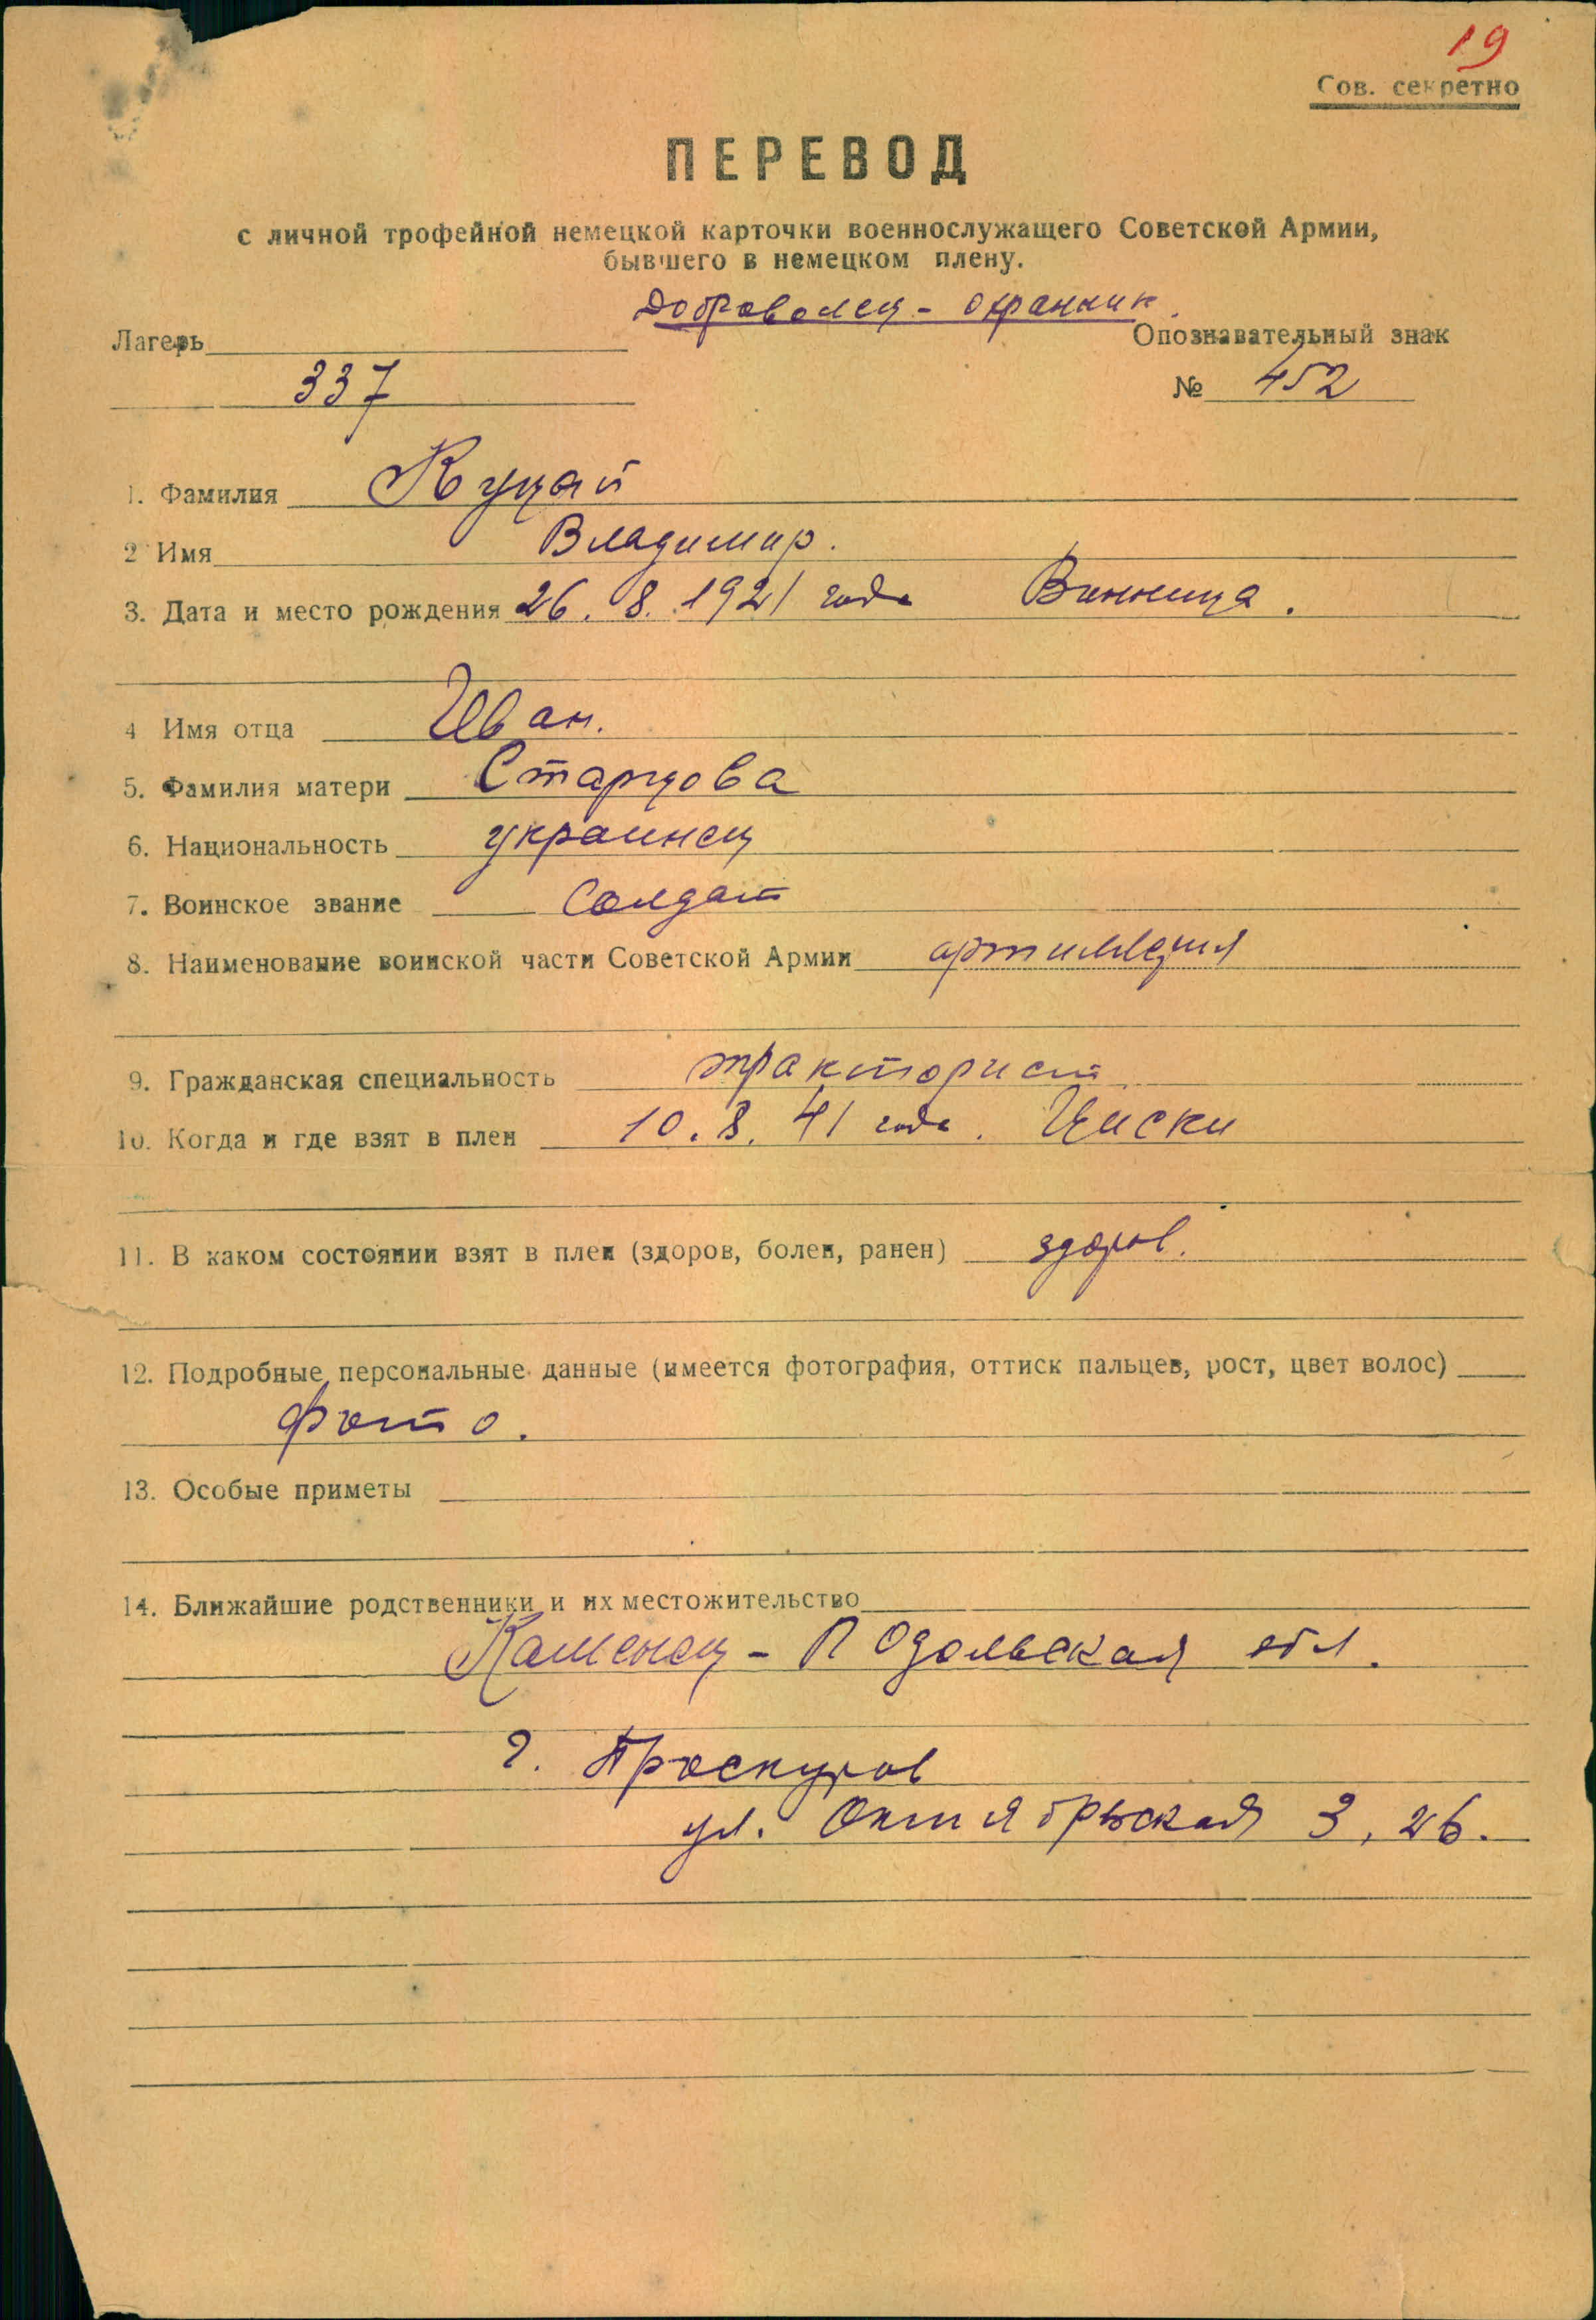 19
Сов. секретно
ПЕРЕВОД
с личной трофейной немецкой карточки военнослужащего Советской Армии,
бывшего в немецком плену.
Доброволец - охранник.
Лагерь
Опознавательный знак
337
№ 452
1. Фамилия Куцай
2 Имя Владимир.
3. Дата и место рождения 26. 8. 1921 года Винница.
4 Имя отца Иван.
5. Фамилия матери Старцова
6. Национальность украинец
7. Воинское звание Солдат
8. Наименование воинской части Советской Армии артиллерия
9. Гражданская специальность тракторист
10. Когда и где взят в плен 10. 8. 41 года.
11. В каком состоянии взят в плен (здоров, болен, ранен) здоров.
12. Подробные персональные данные (имеется фотография, оттиск пальцев, рост, цвет волос)
фото.
13. Особые приметы
14. Ближайшие родственники и их местожительство
Каменец - Подольская обл.
г. Проскуров
ул. Октябрьская 3, 26.